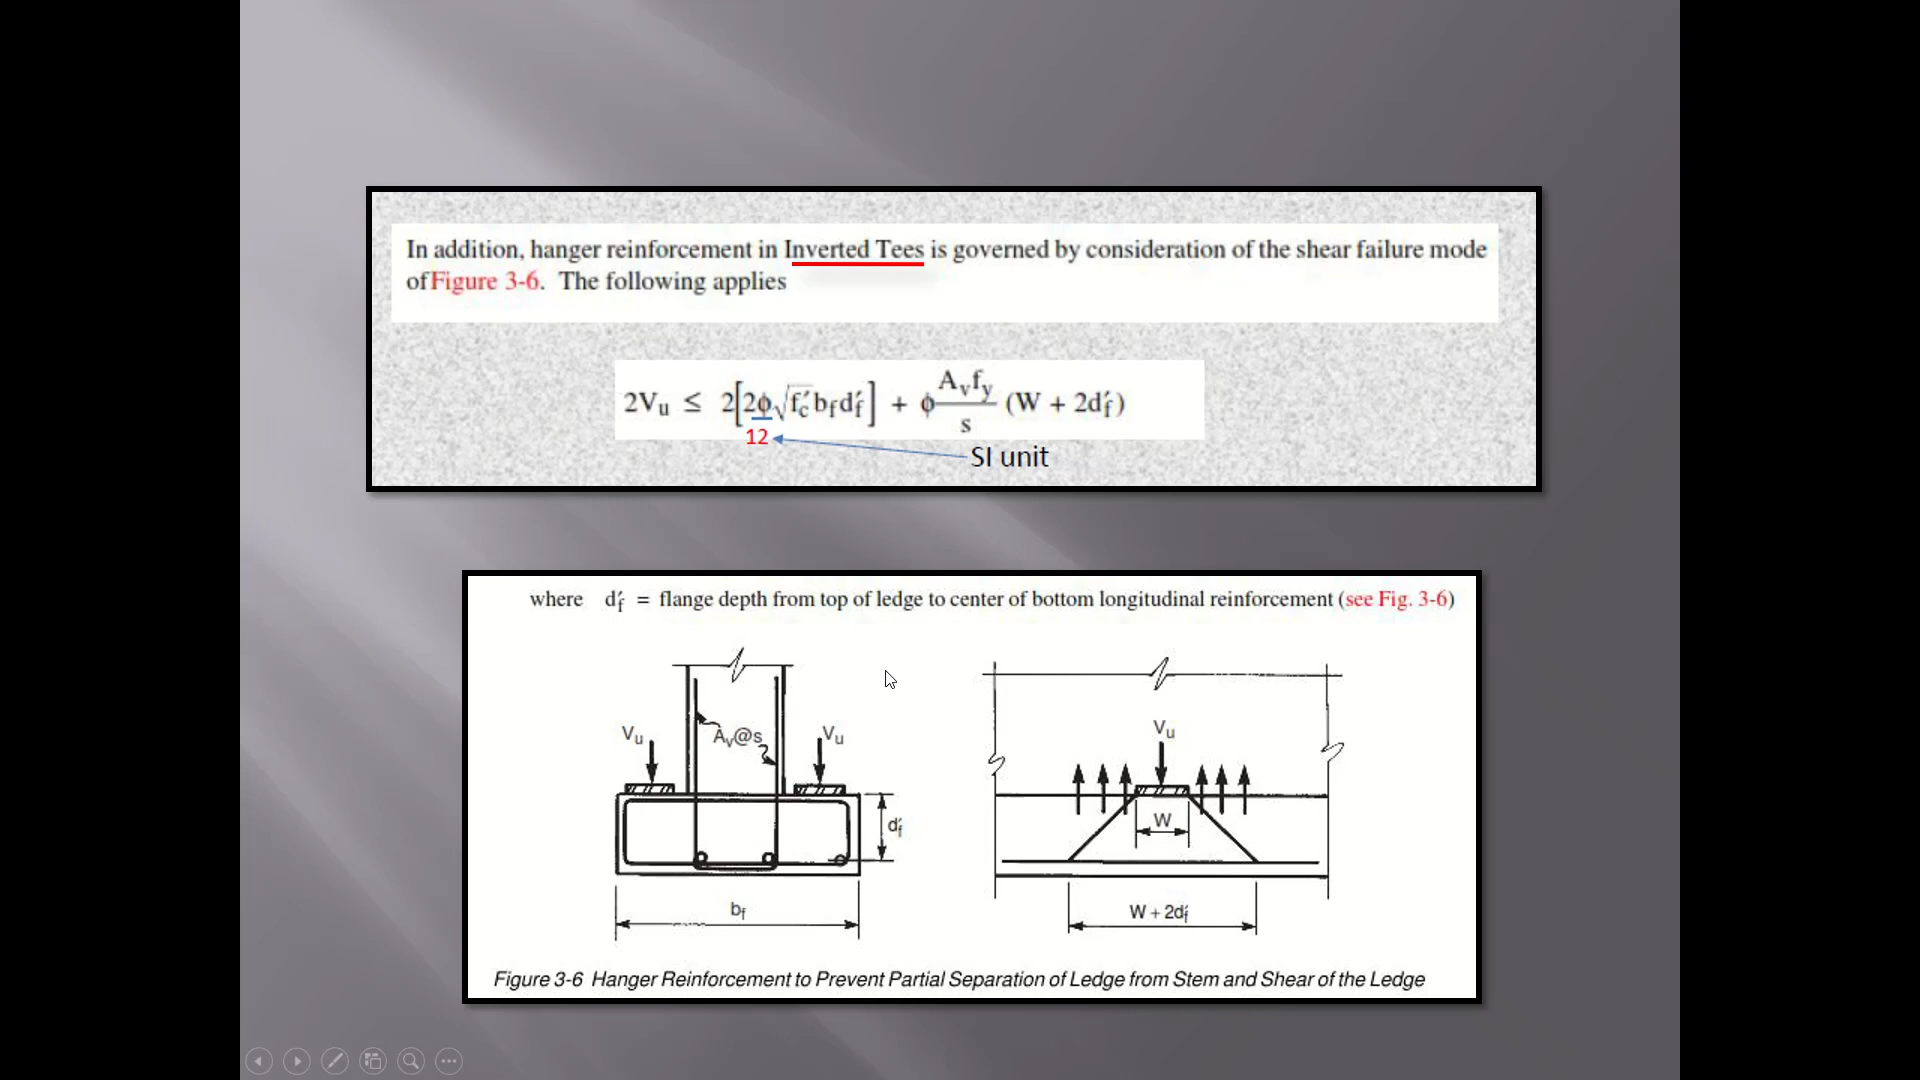 In addition, hanger reinforcement in Inverted Tees is governed by consideration of the shear failure mode
of Figure 3-6. The following applies
2Vu ≤ 2[2ϕ√f′c bf d′f] + ϕ Avfy/s (W + 2d′f)
12
SI unit
where d′f = flange depth from top of ledge to center of bottom longitudinal reinforcement (see Fig. 3-6)
Vu
Av@s
Vu
d′f
bf
Vu
W
W + 2d′f
Figure 3-6 Hanger Reinforcement to Prevent Partial Separation of Ledge from Stem and Shear of the Ledge